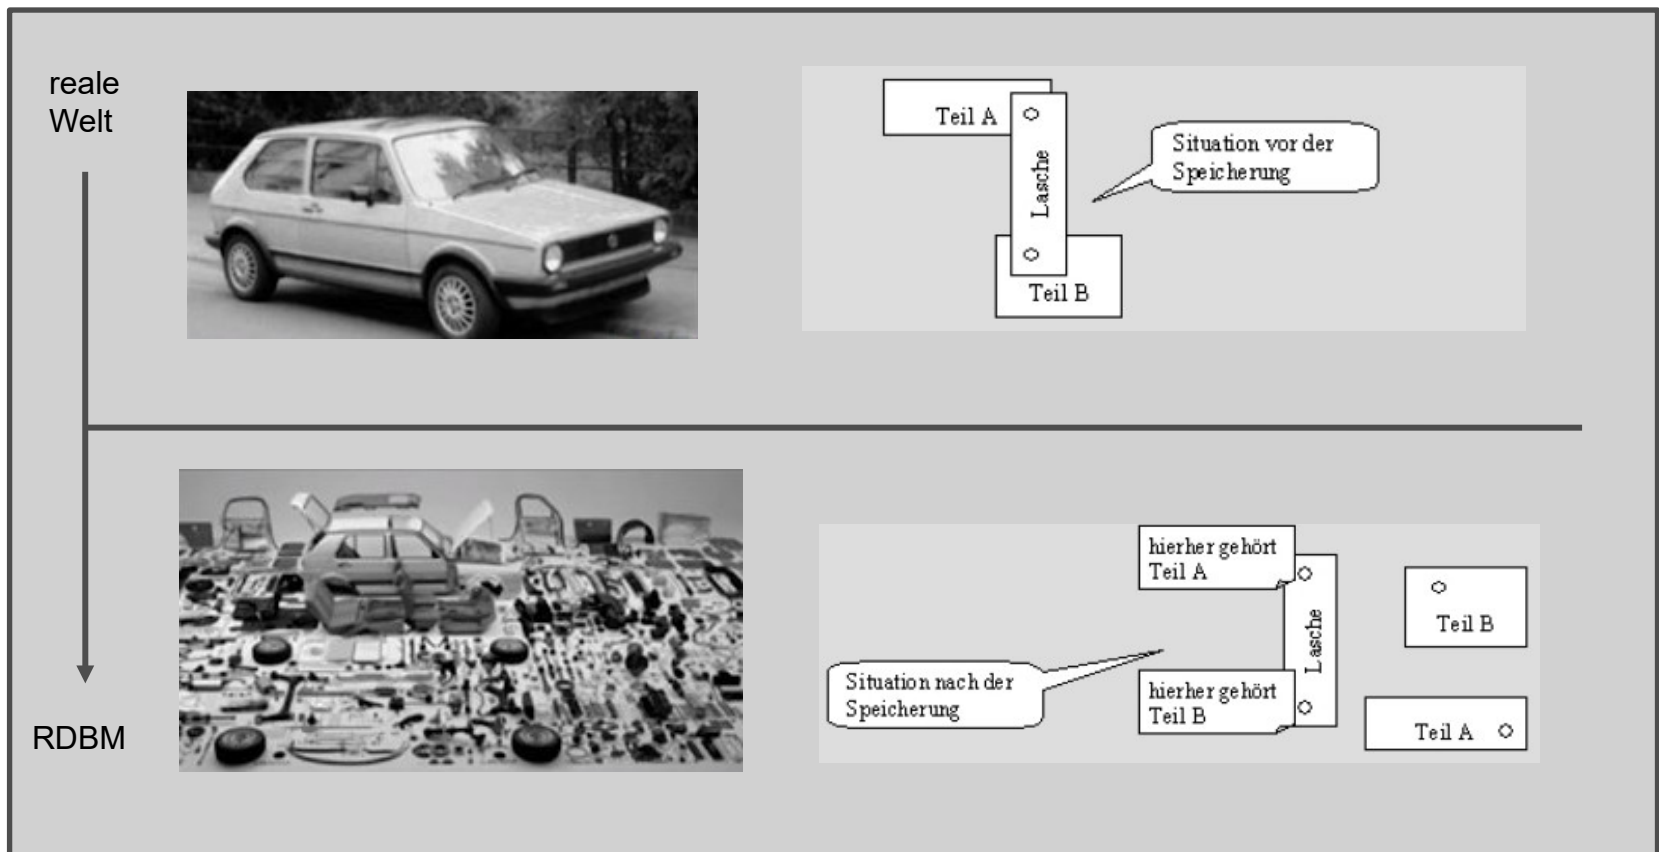 reale
Welt
Teil A
Lasche
Situation vor der
Speicherung
Teil B
hierher gehört
Teil A
Lasche
Teil B
Situation nach der
Speicherung
hierher gehört
Teil B
Teil A
RDBM